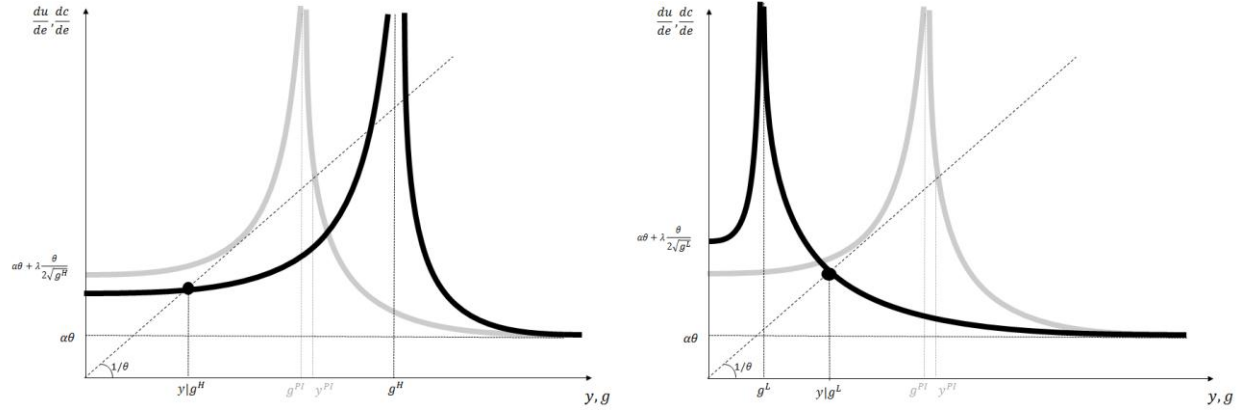 du/de, dc/de
αθ + λ θ/(2√g^H)
αθ
1/θ
y|g^H
g^PI
y^PI
g^H
y, g
du/de, dc/de
αθ + λ θ/(2√g^L)
αθ
1/θ
g^L
y|g^L
g^PI
y^PI
y, g